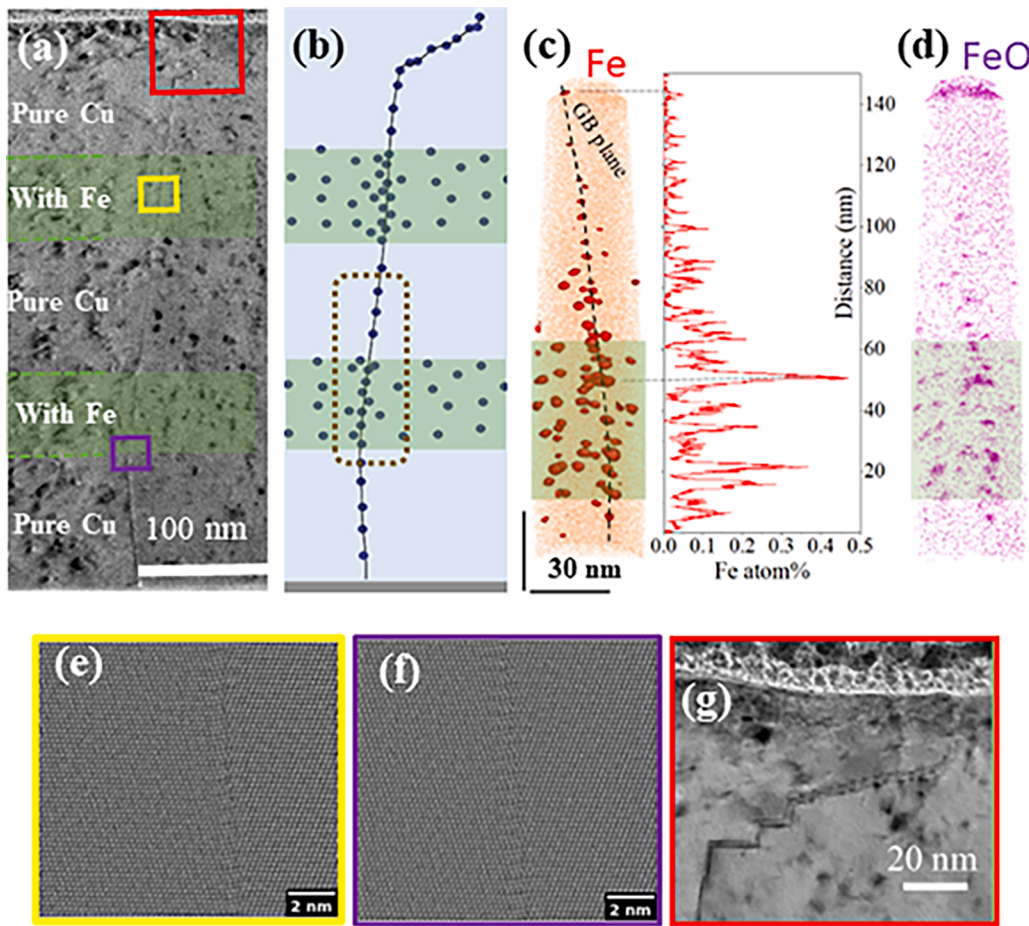 (a)
Pure Cu
With Fe
Pure Cu
With Fe
Pure Cu
100 nm
(b)
(c)
Fe
GB plane
30 nm
140
120
100
80
60
40
20
Distance (nm)
0.0 0.1 0.2 0.3 0.4 0.5
Fe atom%
(d)
FeO
(e)
2 nm
(f)
2 nm
(g)
20 nm